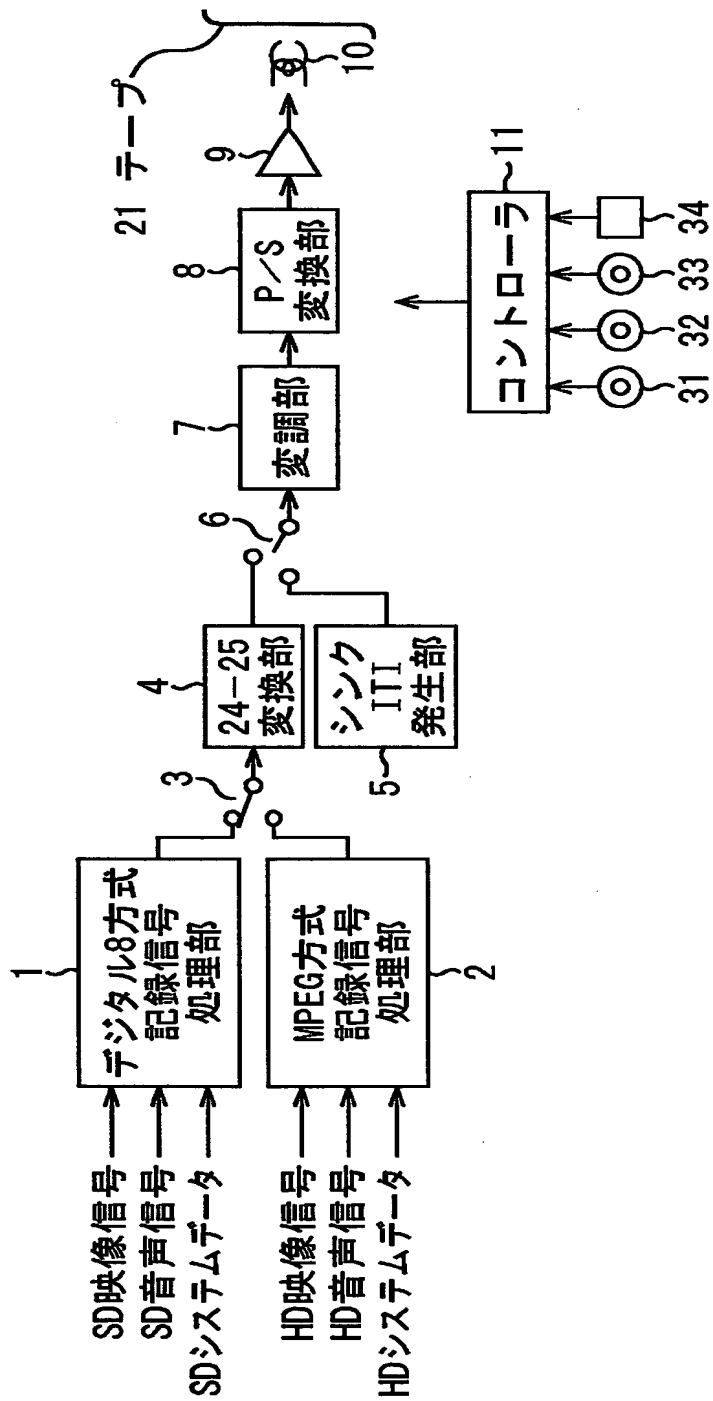 SD映像信号
SD音声信号
SDシステムデータ
1
デジタル8方式
記録信号
処理部
HD映像信号
HD音声信号
HDシステムデータ
MPEG方式
記録信号
処理部
2
3
4
24-25
変換部
シンク
ITI
発生部
5
6
7
変調部
8
P/S
変換部
9
10
21 テープ
コントローラ
11
31
32
33
34